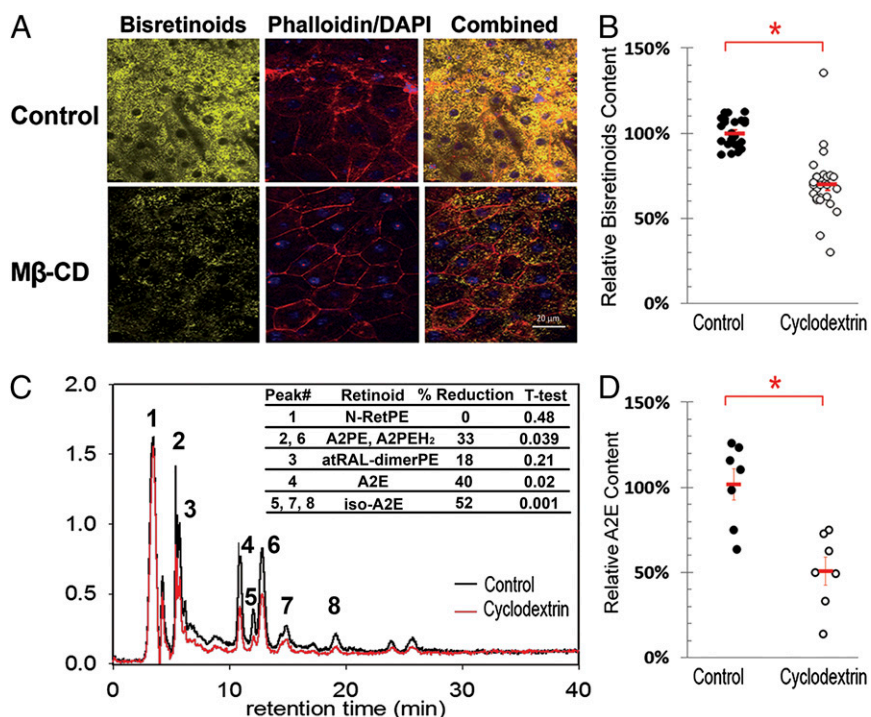 A
Bisretinoids Phalloidin/DAPI Combined
Control
Mβ-CD
20 μm
B
Relative Bisretinoids Content
150%
*
100%
50%
0%
Control Cyclodextrin
C
2.0
1.5
1.0
0.5
0.0
1
2
3
4
5
6
7
8
Peak# Retinoid % Reduction T-test
1 N-RetPE 0 0.48
2, 6 A2PE, A2PEH₂ 33 0.039
3 atRAL-dimerPE 18 0.21
4 A2E 40 0.02
5, 7, 8 iso-A2E 52 0.001
Control
Cyclodextrin
0 10 20 30 40
retention time (min)
D
Relative A2E Content
150%
*
100%
50%
0%
Control Cyclodextrin